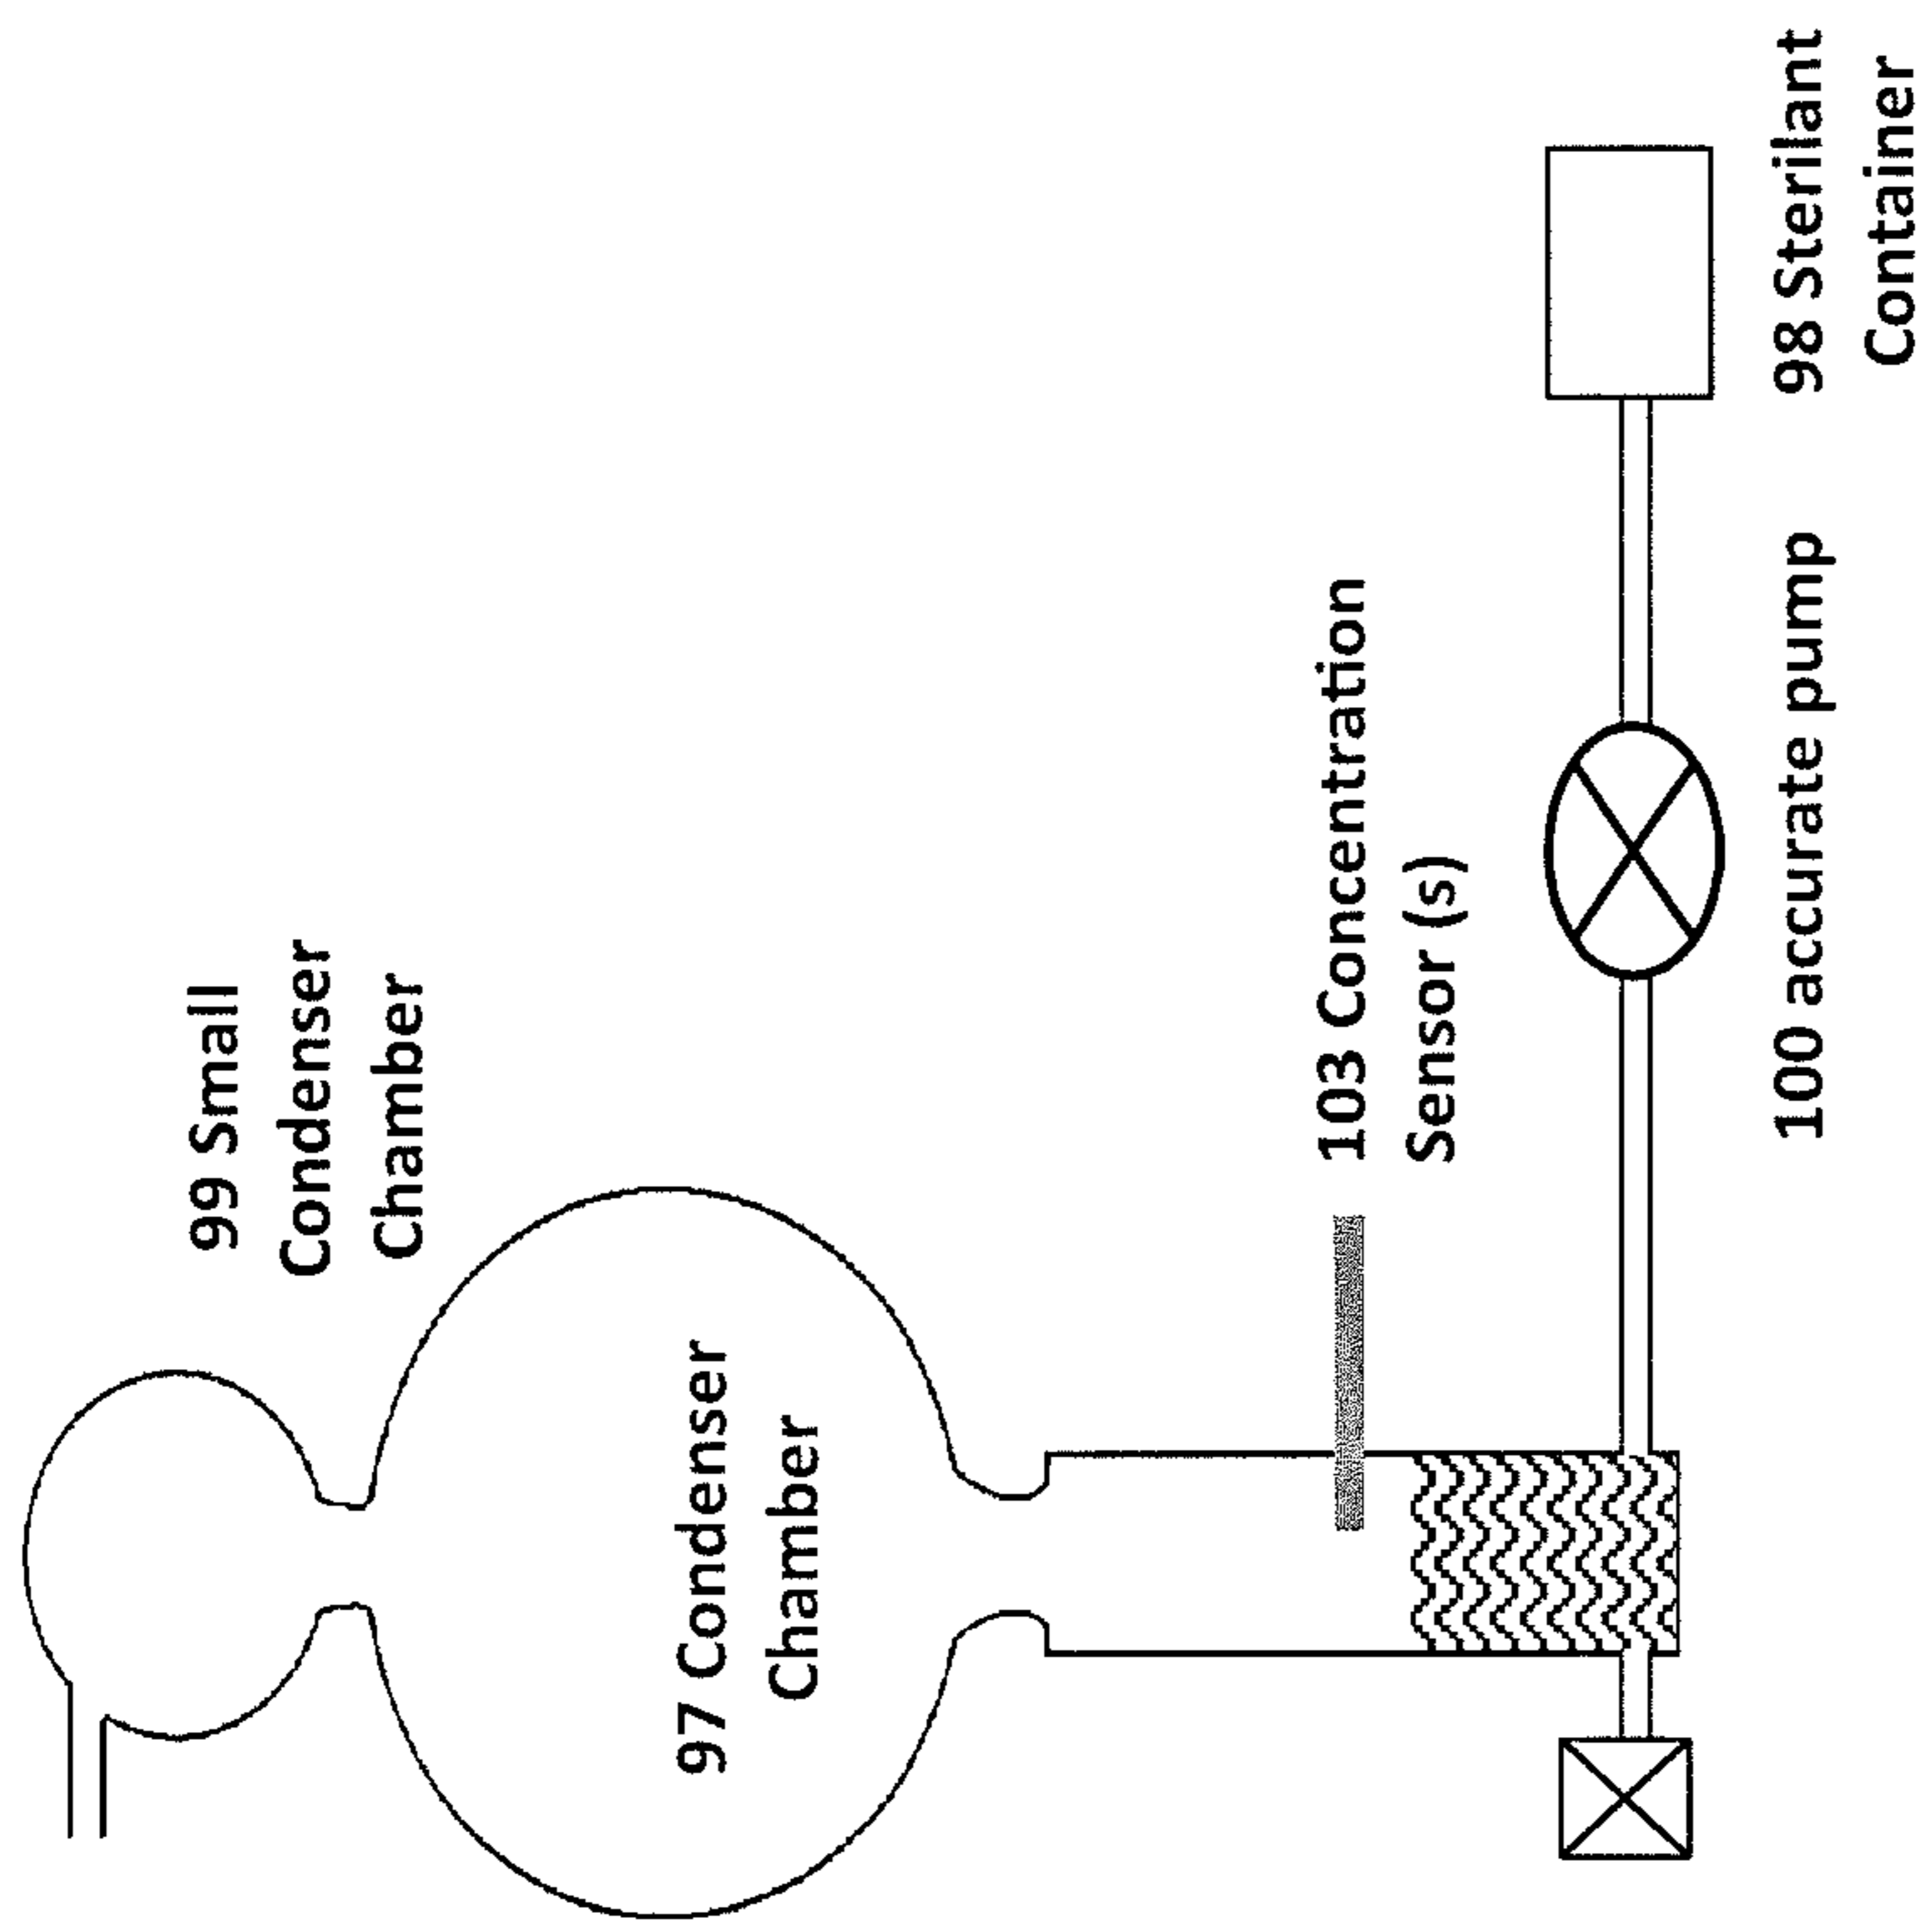 99 Small
Condenser
Chamber
97 Condenser
Chamber
103 Concentration
Sensor (s)
100 accurate pump
98 Sterilant
Container